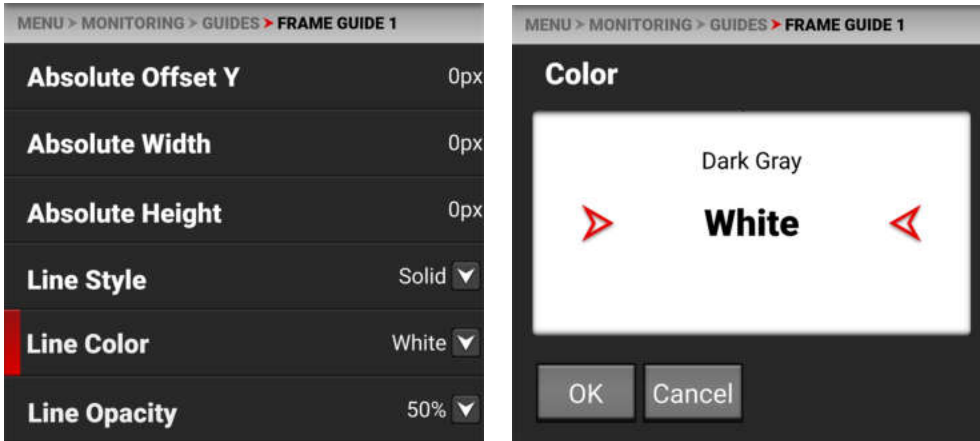 MENU > MONITORING > GUIDES > FRAME GUIDE 1
Absolute Offset Y 0px
Absolute Width 0px
Absolute Height 0px
Line Style Solid
Line Color White
Line Opacity 50%
MENU > MONITORING > GUIDES > FRAME GUIDE 1
Color
Dark Gray
White
OK Cancel